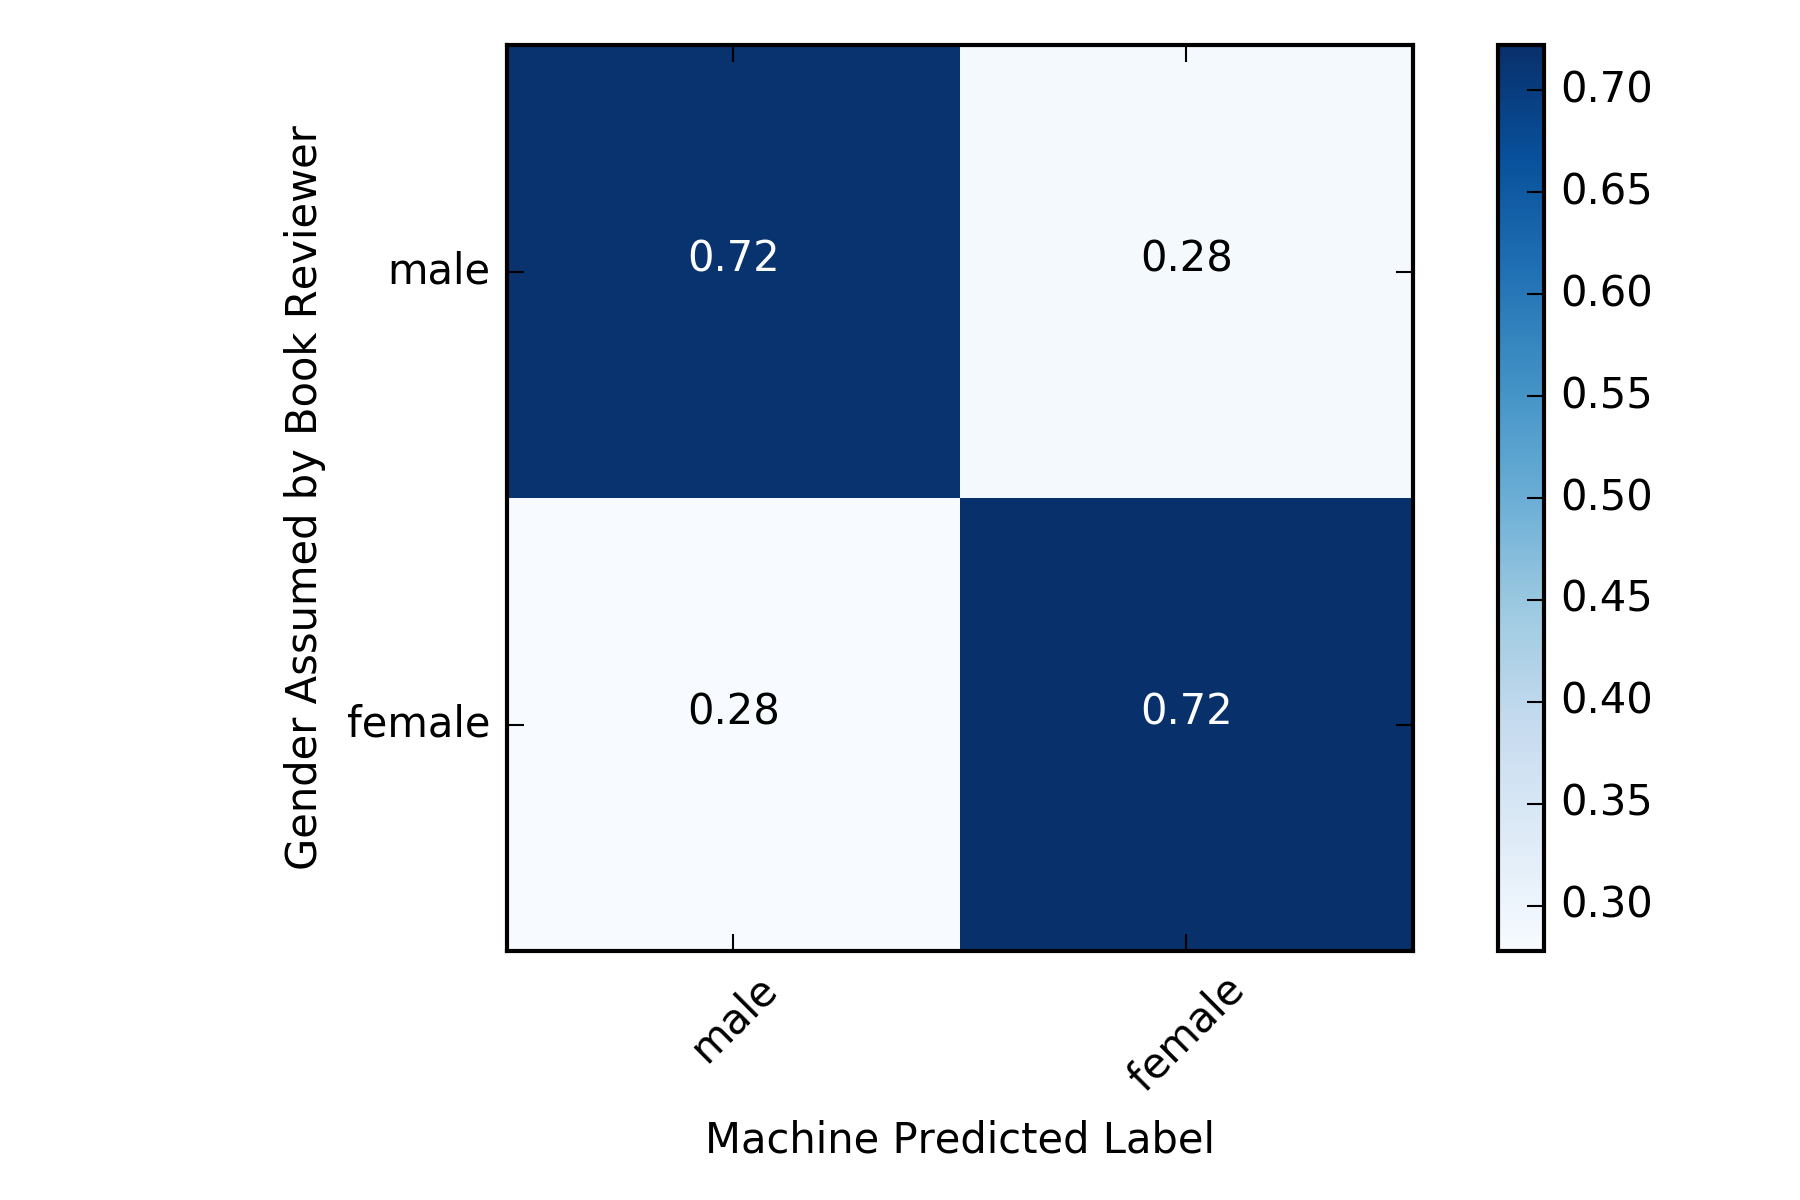 Gender Assumed by Book Reviewer
male
female
0.72
0.28
0.28
0.72
male
female
Machine Predicted Label
0.70
0.65
0.60
0.55
0.50
0.45
0.40
0.35
0.30